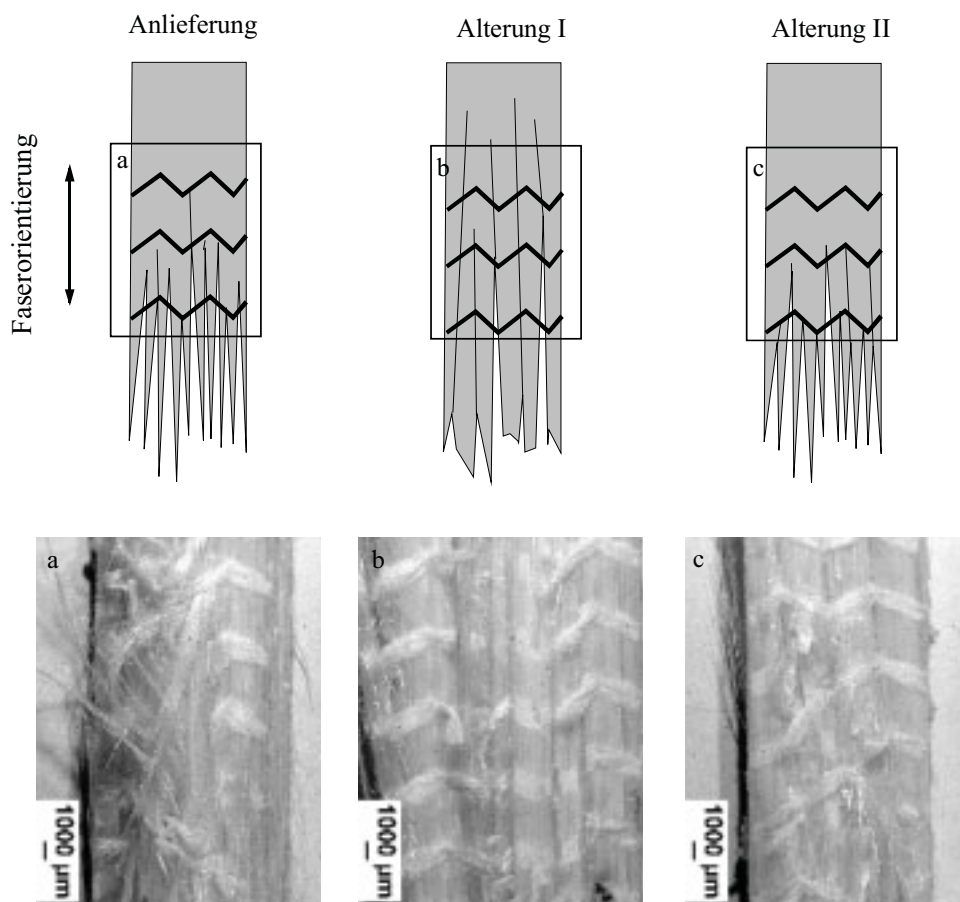 Anlieferung
Alterung I
Alterung II
Faserorientierung
a
b
c
a
b
c
1000 µm
1000 µm
1000 µm